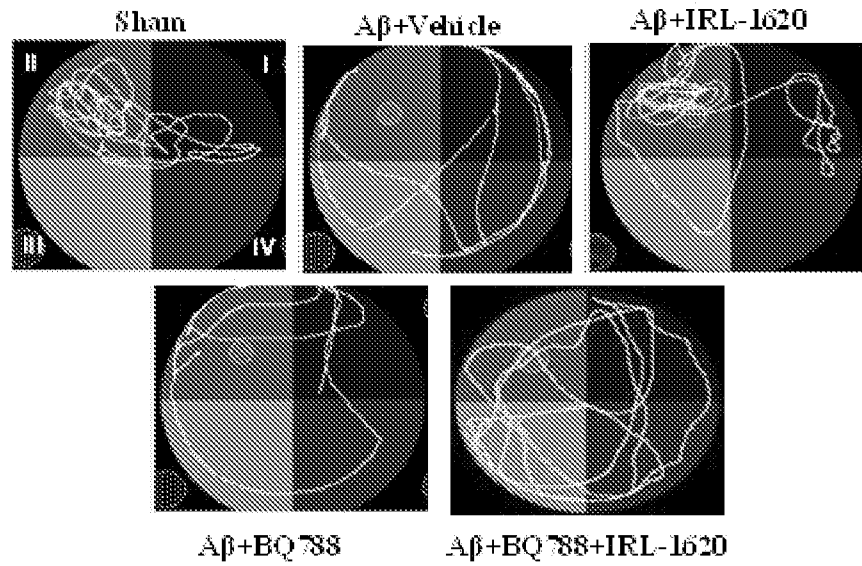 Sham Aβ+Vehicle Aβ+IRL-1620
II I
III IV
Aβ+BQ788 Aβ+BQ788+IRL-1620